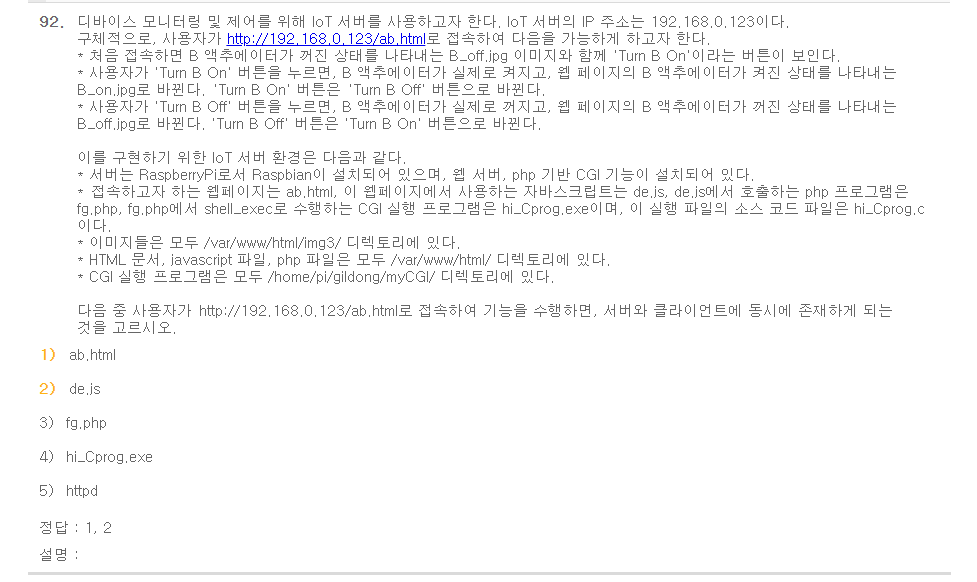 92. 디바이스 모니터링 및 제어를 위해 IoT 서버를 사용하고자 한다. IoT 서버의 IP 주소는 192.168.0.123이다.
구체적으로, 사용자가 http://192.168.0.123/ab.html로 접속하여 다음을 가능하게 하고자 한다.
* 처음 접속하면 B 액추에이터가 꺼진 상태를 나타내는 B_off.jpg 이미지와 함께 'Turn B On'이라는 버튼이 보인다.
* 사용자가 'Turn B On' 버튼을 누르면, B 액추에이터가 실제로 켜지고, 웹 페이지의 B 액추에이터가 켜진 상태를 나타내는
B_on.jpg로 바뀐다. 'Turn B On' 버튼은 'Turn B Off' 버튼으로 바뀐다.
* 사용자가 'Turn B Off' 버튼을 누르면, B 액추에이터가 실제로 꺼지고, 웹 페이지의 B 액추에이터가 꺼진 상태를 나타내는
B_off.jpg로 바뀐다. 'Turn B Off' 버튼은 'Turn B On' 버튼으로 바뀐다.
이를 구현하기 위한 IoT 서버 환경은 다음과 같다.
* 서버는 RaspberryPi로서 Raspbian이 설치되어 있으며, 웹 서버, php 기반 CGI 기능이 설치되어 있다.
* 접속하고자 하는 웹페이지는 ab.html, 이 웹페이지에서 사용하는 자바스크립트는 de.js, de.js에서 호출하는 php 프로그램은
fg.php, fg.php에서 shell_exec로 수행하는 CGI 실행 프로그램은 hi_Cprog.exe이며, 이 실행 파일의 소스 코드 파일은 hi_Cprog.c
이다.
* 이미지들은 모두 /var/www/html/img3/ 디렉토리에 있다.
* HTML 문서, javascript 파일, php 파일은 모두 /var/www/html/ 디렉토리에 있다.
* CGI 실행 프로그램은 모두 /home/pi/gildong/myCGI/ 디렉토리에 있다.
다음 중 사용자가 http://192.168.0.123/ab.html로 접속하여 기능을 수행하면, 서버와 클라이언트에 동시에 존재하게 되는
것을 고르시오.
1) ab.html
2) de.js
3) fg.php
4) hi_Cprog.exe
5) httpd
정답 : 1, 2
설명 :